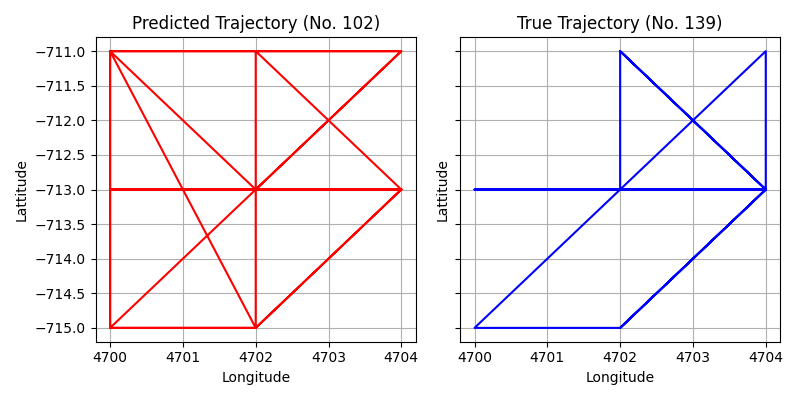 Predicted Trajectory (No. 102)
True Trajectory (No. 139)
−711.0
−711.5
−712.0
−712.5
−713.0
−713.5
−714.0
−714.5
−715.0
Lattitude
Lattitude
4700 4701 4702 4703 4704
4700 4701 4702 4703 4704
Longitude
Longitude